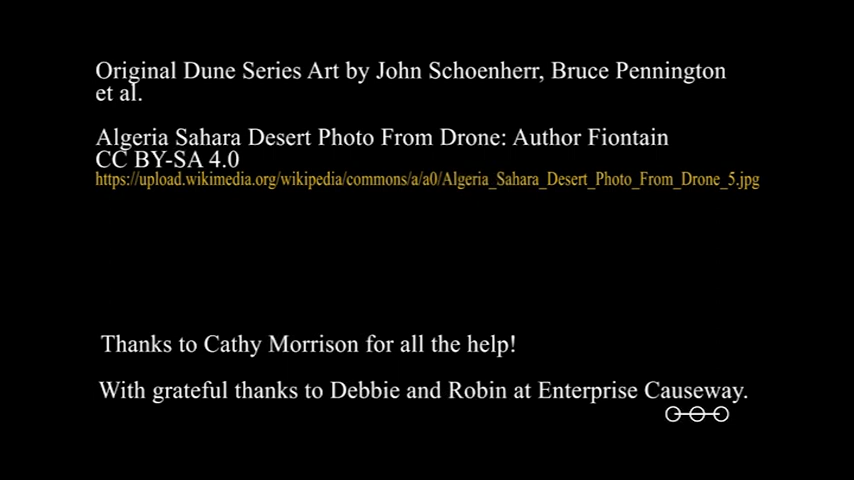 Original Dune Series Art by John Schoenherr, Bruce Pennington
et al.
Algeria Sahara Desert Photo From Drone: Author Fiontain
CC BY-SA 4.0
https://upload.wikimedia.org/wikipedia/commons/a/a0/Algeria_Sahara_Desert_Photo_From_Drone_5.jpg
Thanks to Cathy Morrison for all the help!
With grateful thanks to Debbie and Robin at Enterprise Causeway.